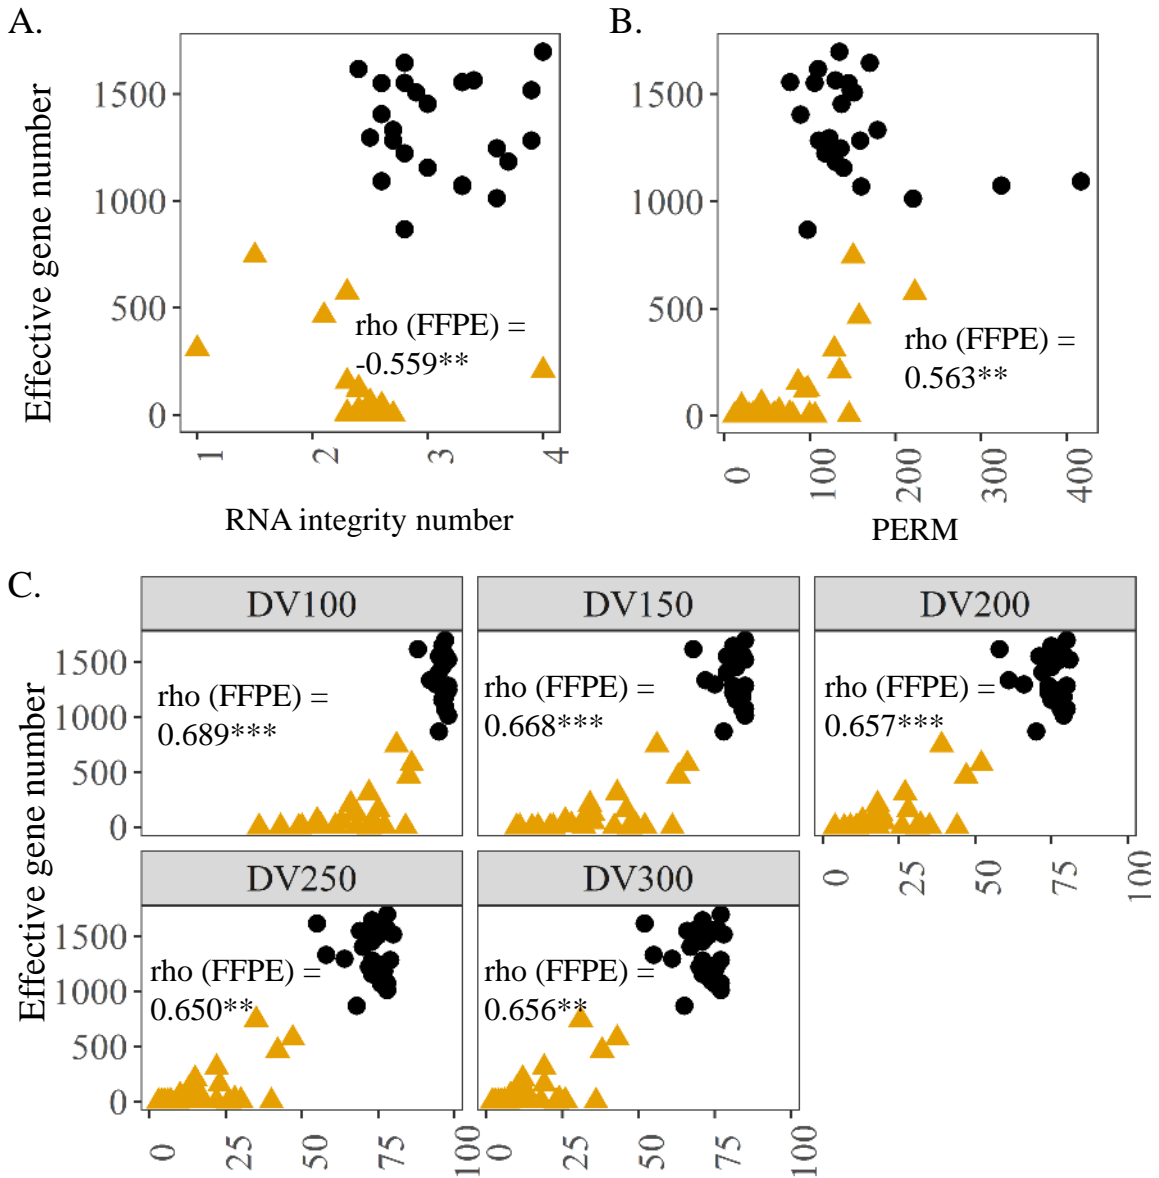 A.
B.
Effective gene number
1500
1000
500
0
rho (FFPE) =
-0.559**
1
2
3
4
RNA integrity number
1500
1000
500
0
rho (FFPE) =
0.563**
0
100
200
300
400
PERM
C.
Effective gene number
DV100
DV150
DV200
1500
1000
500
0
rho (FFPE) =
0.689***
rho (FFPE) =
0.668***
rho (FFPE) =
0.657***
0
25
50
75
100
DV250
DV300
1500
1000
500
0
rho (FFPE) =
0.650**
rho (FFPE) =
0.656**
0
25
50
75
100
0
25
50
75
100